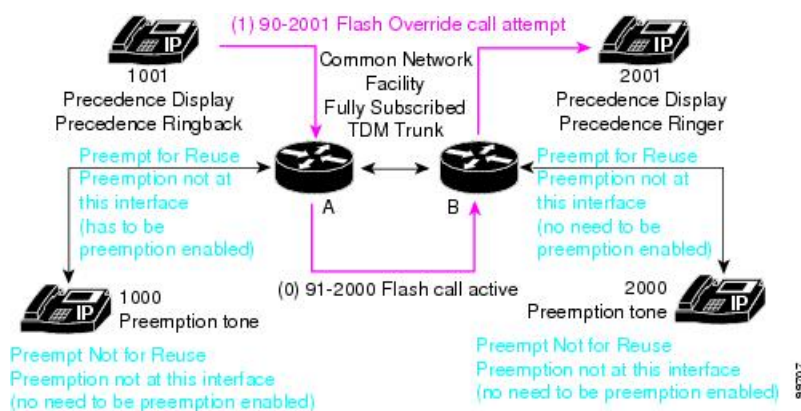 (1) 90-2001 Flash Override call attempt
IP
1001
Precedence Display
Precedence Ringback
Common Network
Facility
Fully Subscribed
TDM Trunk
IP
2001
Precedence Display
Precedence Ringer
Preempt for Reuse
Preemption not at
this interface
(has to be
preemption enabled)
A
B
Preempt for Reuse
Preemption not at
this interface
(no need to be
preemption enabled)
(0) 91-2000 Flash call active
IP
1000
Preemption tone
2000
Preemption tone
IP
Preempt Not for Reuse
Preemption not at this interface
(no need to be preemption enabled)
Preempt Not for Reuse
Preemption not at this interface
(no need to be preemption enabled)